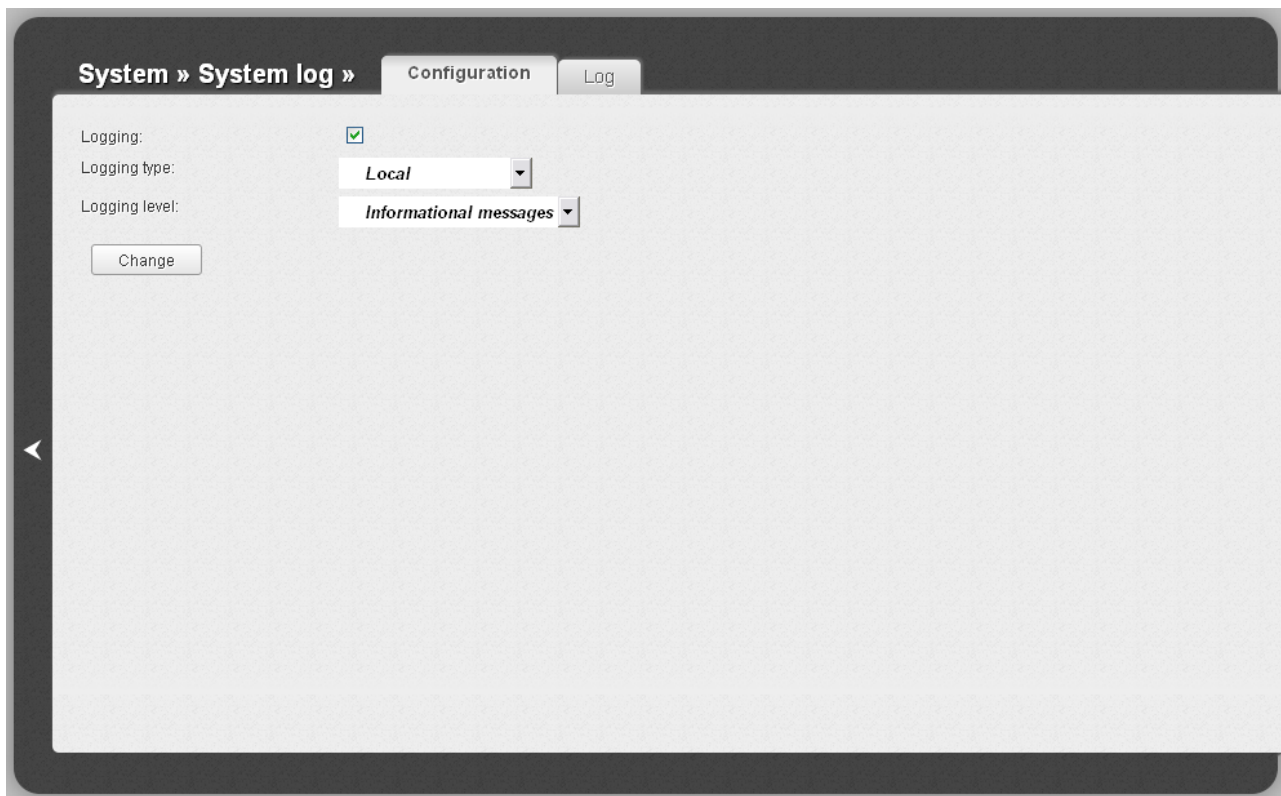 System » System log » Configuration Log
Logging:
Logging type: Local
Logging level: Informational messages
Change